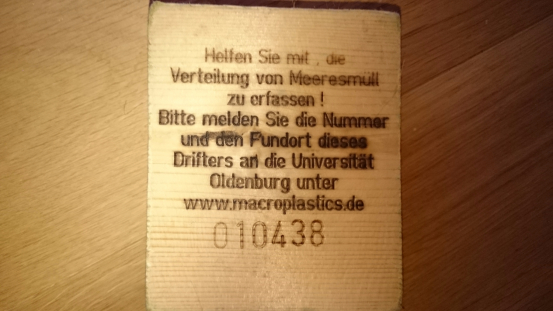 Helfen Sie mit, die
Verteilung von Meeresmüll
zu erfassen !
Bitte melden Sie die Nummer
und den Fundort dieses
Drifters an die Universität
Oldenburg unter
www.macroplastics.de
010438